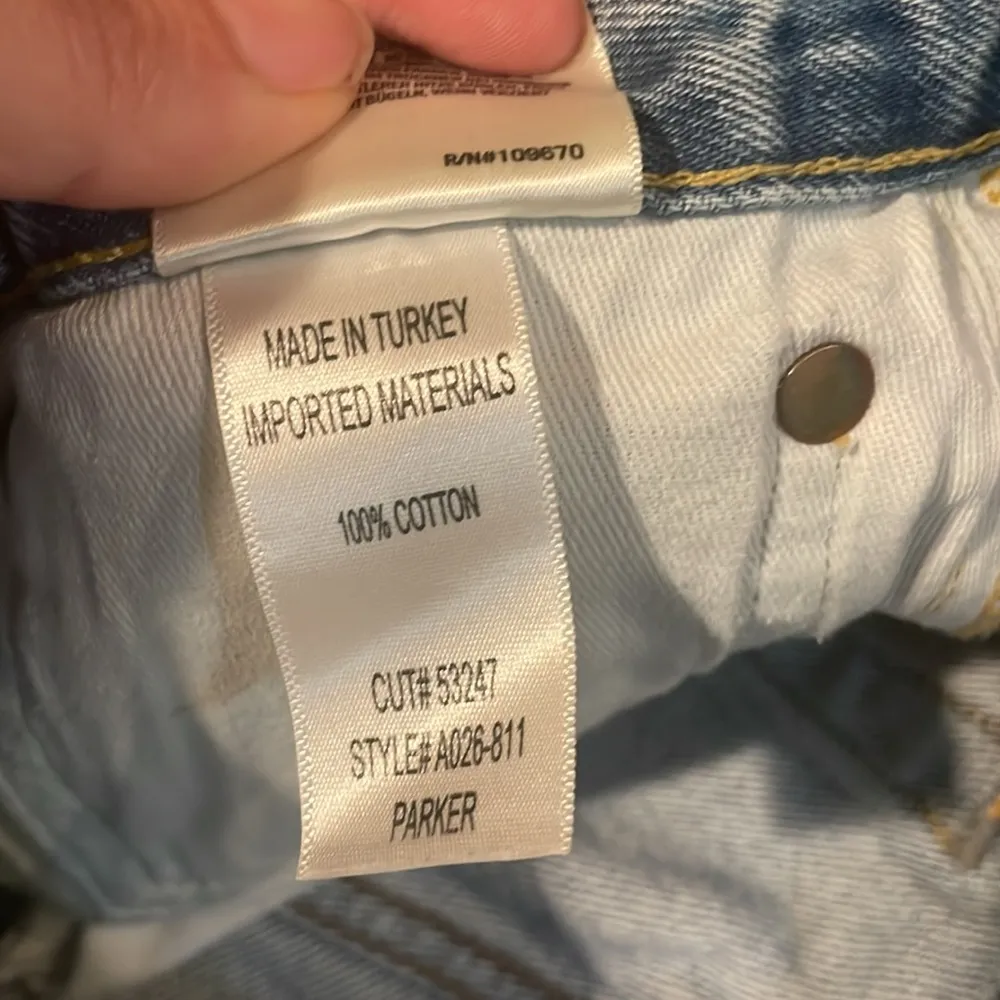 R/N#109670
MADE IN TURKEY
IMPORTED MATERIALS
100% COTTON
CUT# 53247
STYLE# A026-811
PARKER